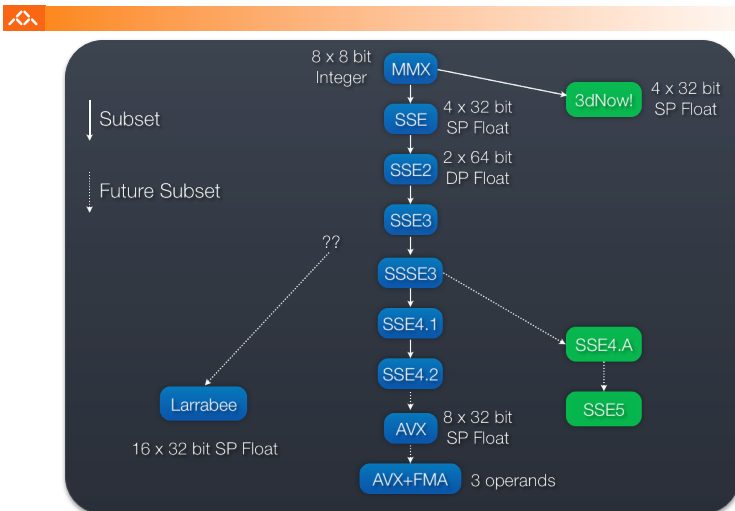 8 x 8 bit
Integer
MMX
3dNow!
4 x 32 bit
SP Float
Subset
SSE
4 x 32 bit
SP Float
SSE2
2 x 64 bit
DP Float
Future Subset
SSE3
??
SSSE3
SSE4.1
SSE4.A
SSE4.2
Larrabee
SSE5
AVX
8 x 32 bit
SP Float
16 x 32 bit SP Float
AVX+FMA
3 operands